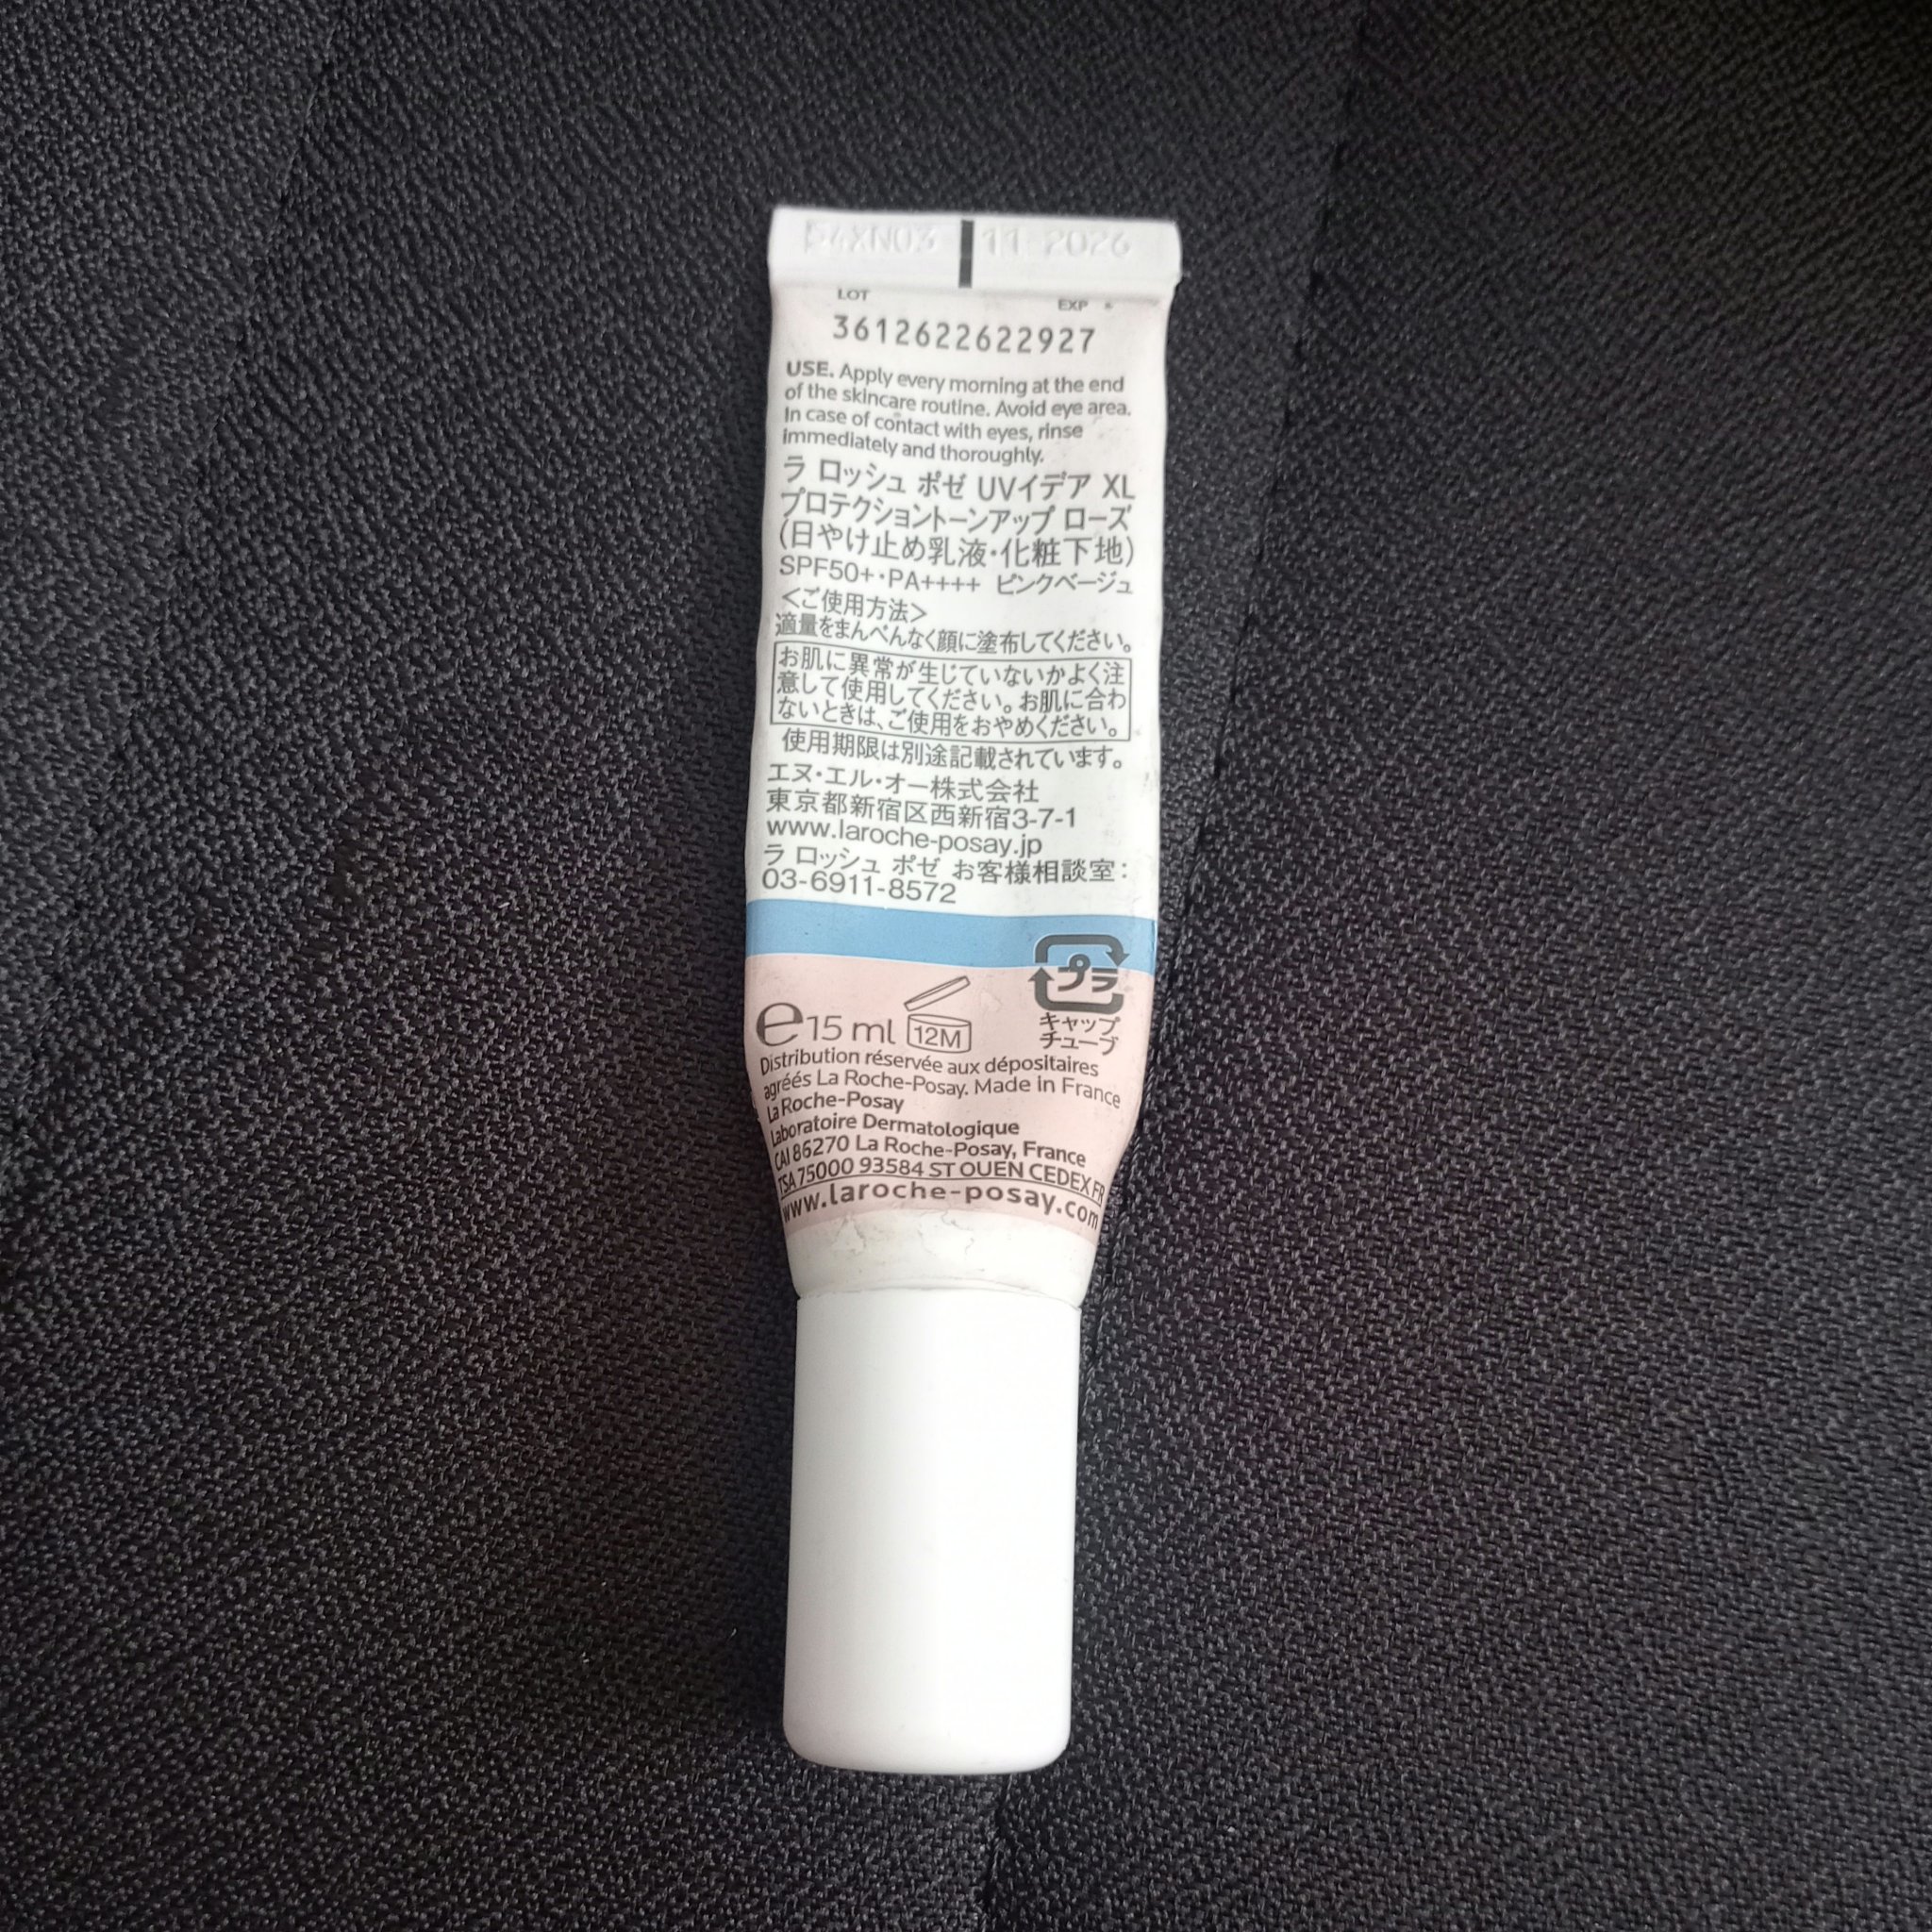 11 2026
LOT EXP
3612622622927
USE. Apply every morning at the end
of the skincare routine. Avoid eye area.
In case of contact with eyes, rinse
immediately and thoroughly.
ラ ロッシュ ポゼ UVイデア XL
プロテクショントーンアップ ローズ
(日やけ止め乳液・化粧下地)
SPF50+・PA++++ ピンクベージュ
<ご使用方法>
適量をまんべんなく顔に塗布してください。
お肌に異常が生じていないかよく注
意して使用してください。お肌に合わ
ないときは、ご使用をおやめください。
使用期限は別途記載されています。
エヌ・エル・オー株式会社
東京都新宿区西新宿3-7-1
www.laroche-posay.jp
ラ ロッシュ ポゼ お客様相談室:
03-6911-8572
プラ
キャップ
チューブ
e 15 ml 12M
Distribution réservée aux dépositaires
agréés La Roche-Posay. Made in France
La Roche-Posay
Laboratoire Dermatologique
CAI 86270 La Roche-Posay, France
TSA 75000 93584 ST OUEN CEDEX FR
www.laroche-posay.com